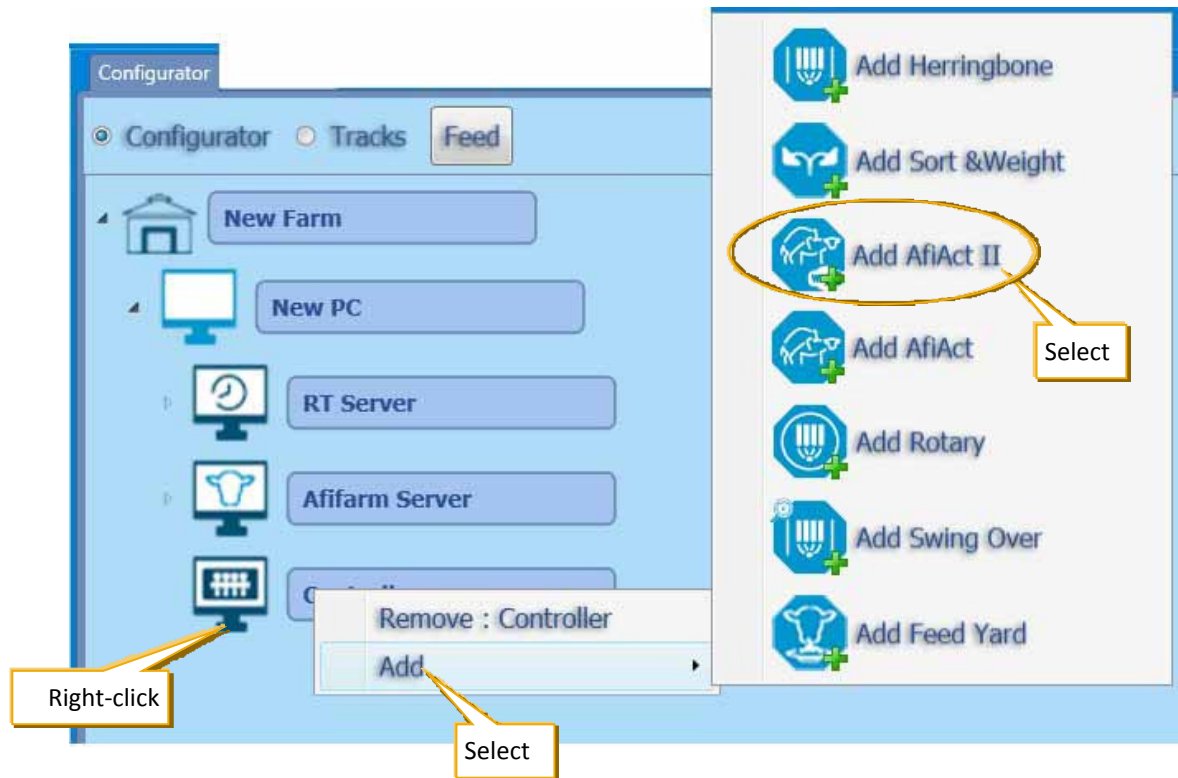 Configurator
Configurator Tracks Feed
New Farm
New PC
RT Server
Afifarm Server
Remove : Controller
Add
Add Herringbone
Add Sort &Weight
Add AfiAct II
Add AfiAct
Add Rotary
Add Swing Over
Add Feed Yard
Select
Right-click
Select